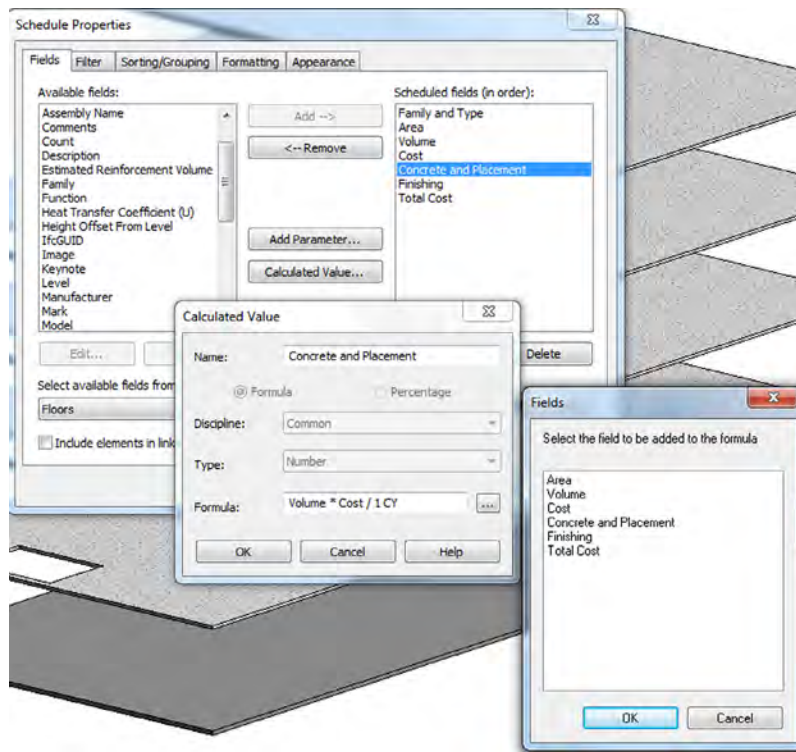 Schedule Properties
Fields
Filter
Sorting/Grouping
Formatting
Appearance
Available fields:
Assembly Name
Comments
Count
Description
Estimated Reinforcement Volume
Family
Function
Heat Transfer Coefficient (U)
Height Offset From Level
IfcGUID
Image
Keynote
Level
Manufacturer
Mark
Model
Add -->
<-- Remove
Add Parameter...
Calculated Value...
Scheduled fields (in order):
Family and Type
Area
Volume
Cost
Concrete and Placement
Finishing
Total Cost
Edit...
Delete
Select available fields from
Floors
Include elements in link
Calculated Value
Name:
Concrete and Placement
Formula
Percentage
Discipline:
Common
Type:
Number
Formula:
Volume * Cost / 1 CY
...
OK
Cancel
Help
Fields
Select the field to be added to the formula
Area
Volume
Cost
Concrete and Placement
Finishing
Total Cost
OK
Cancel